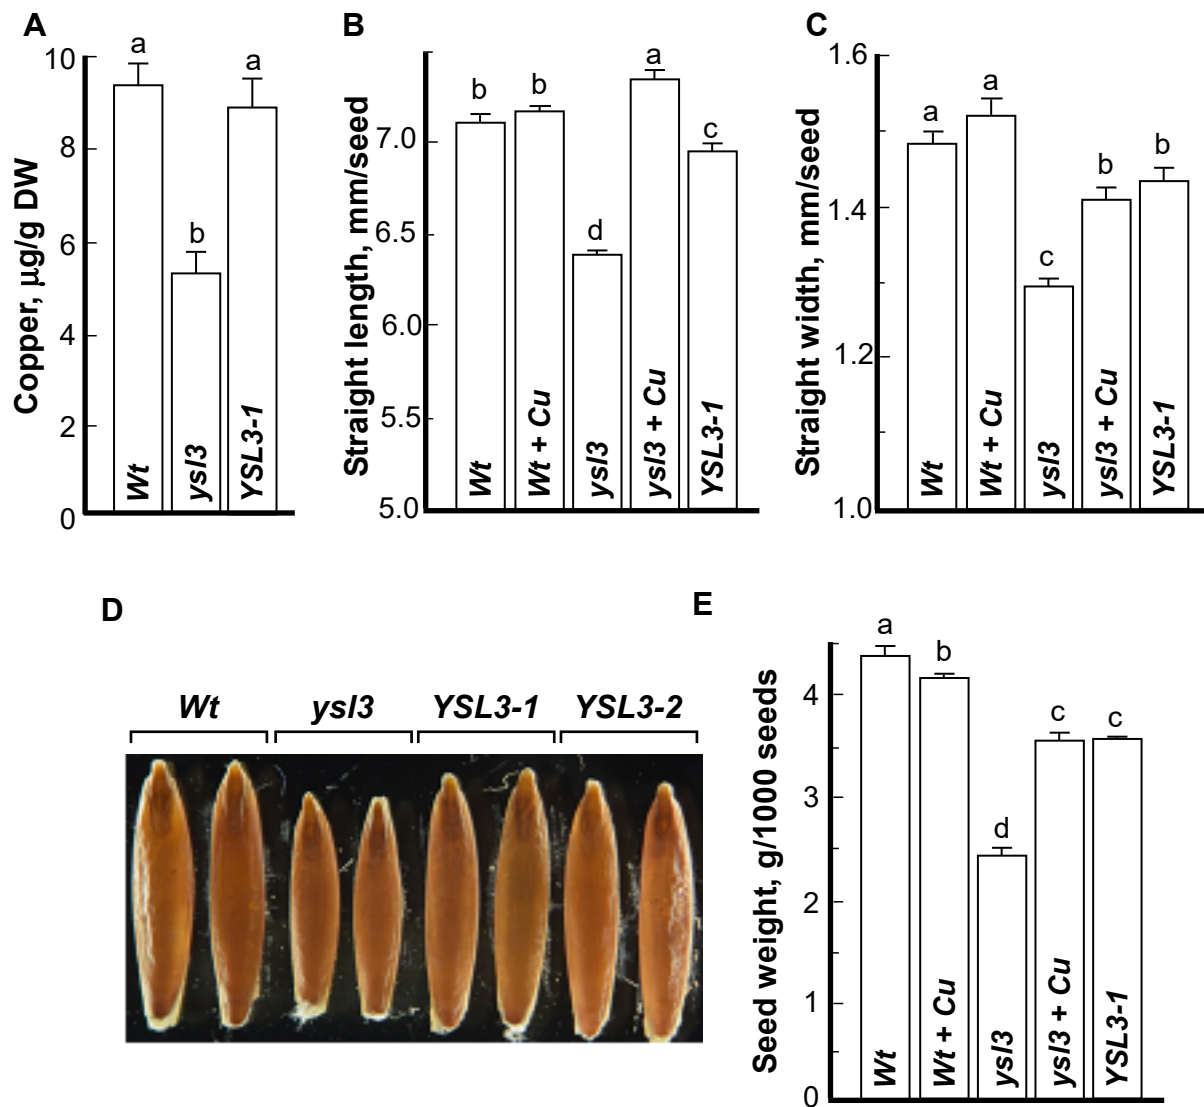 A
Copper, μg/g DW
10
8
6
4
2
0
a
b
a
Wt
ysl3
YSL3-1
B
Straight length, mm/seed
7.0
6.5
6.0
5.5
5.0
b
b
d
a
c
Wt
Wt + Cu
ysl3
ysl3 + Cu
YSL3-1
C
Straight width, mm/seed
1.6
1.4
1.2
1.0
a
a
c
b
b
Wt
Wt + Cu
ysl3
ysl3 + Cu
YSL3-1
D
Wt ysl3 YSL3-1 YSL3-2
E
Seed weight, g/1000 seeds
4
3
2
1
0
a
b
d
c
c
Wt
Wt + Cu
ysl3
ysl3 + Cu
YSL3-1